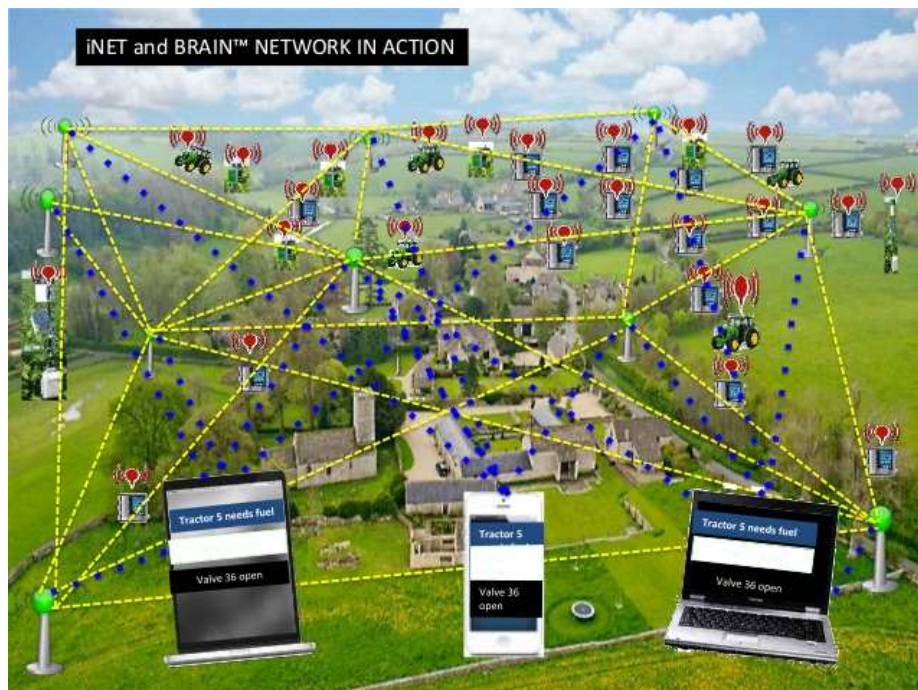 iNET and BRAIN™ NETWORK IN ACTION
Tractor 5 needs fuel
Valve 36 open
Tractor 5
Valve 36
open
Tractor 5 needs fuel
Valve 36 open